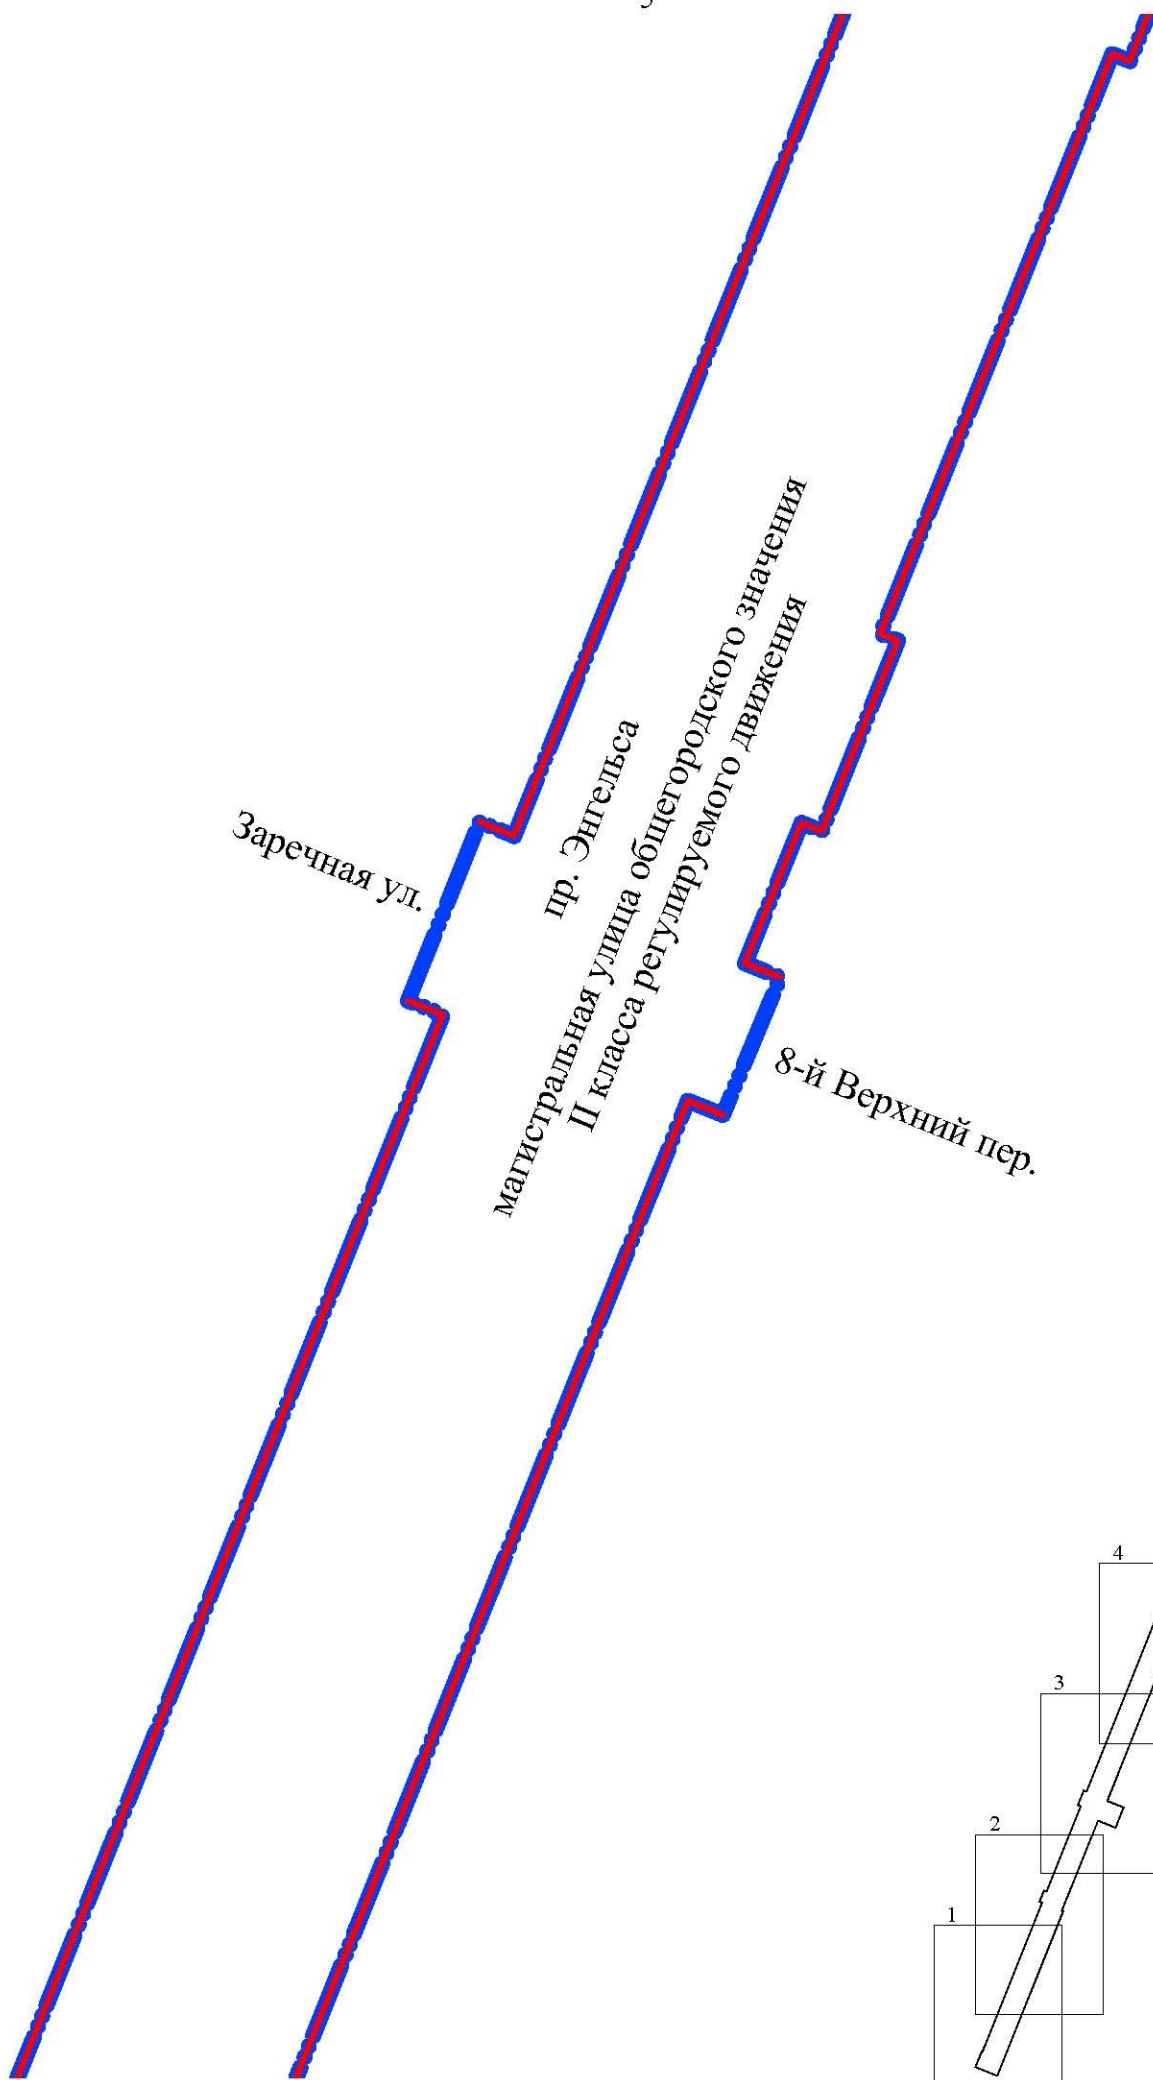 Заречная ул.
пр. Энгельса
магистральная улица общегородского значения
II класса регулируемого движения
8-й Верхний пер.
4
3
2
1